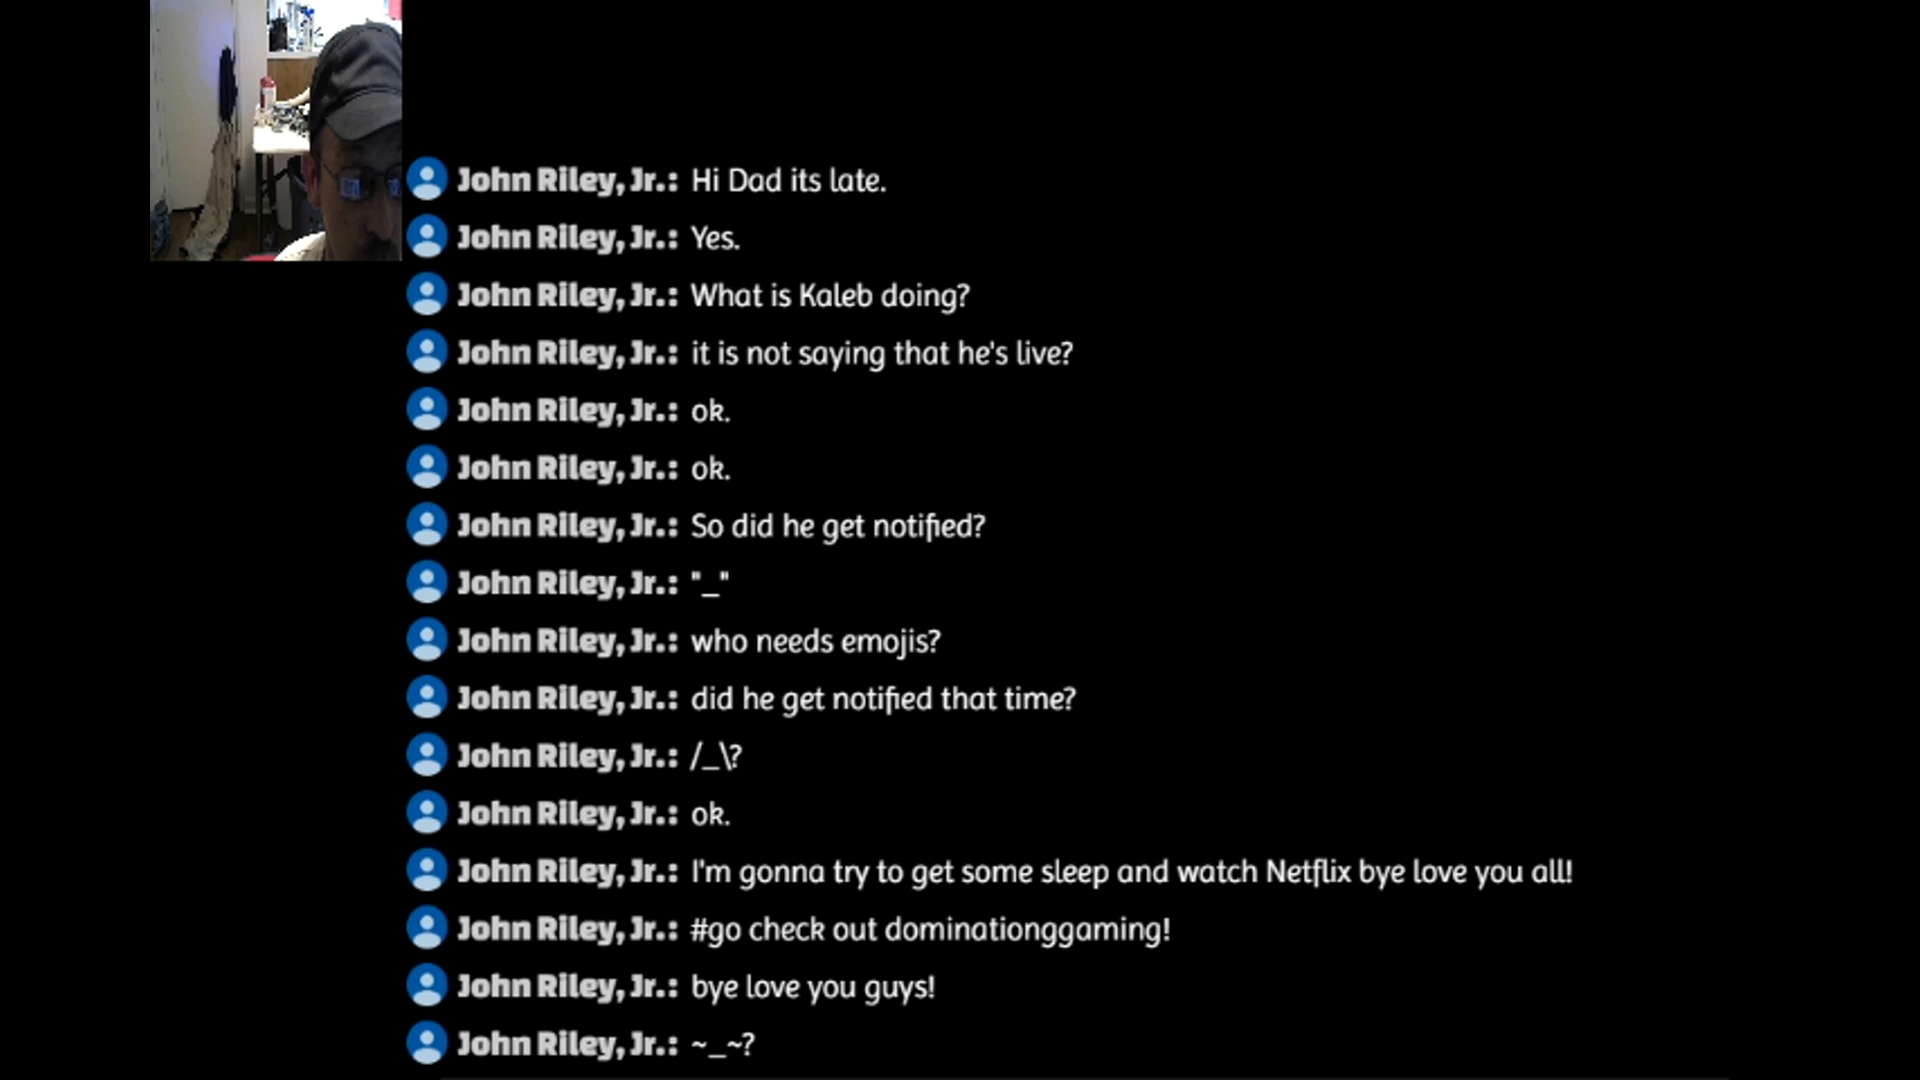 John Riley, Jr.: Hi Dad its late.
John Riley, Jr.: Yes.
John Riley, Jr.: What is Kaleb doing?
John Riley, Jr.: it is not saying that he's live?
John Riley, Jr.: ok.
John Riley, Jr.: ok.
John Riley, Jr.: So did he get notified?
John Riley, Jr.: "_"
John Riley, Jr.: who needs emojis?
John Riley, Jr.: did he get notified that time?
John Riley, Jr.: /_\?
John Riley, Jr.: ok.
John Riley, Jr.: I'm gonna try to get some sleep and watch Netflix bye love you all!
John Riley, Jr.: #go check out dominationggaming!
John Riley, Jr.: bye love you guys!
John Riley, Jr.: ~_~?